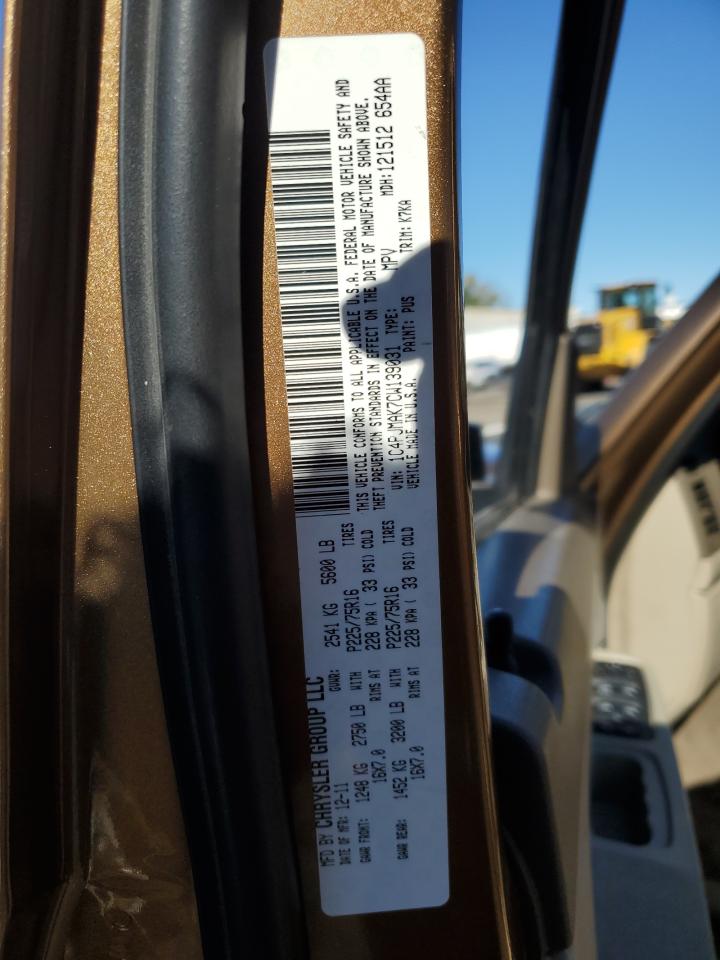 MFD BY CHRYSLER GROUP LLC
DATE OF MFR: 12-11 GVWR: 2541 KG 5600 LB
GAWR FRONT: 1248 KG 2750 LB WITH P225/75R16 TIRES
16X7.0 RIMS AT 228 KPA ( 33 PSI) COLD
GAWR REAR: 1452 KG 3200 LB WITH P225/75R16 TIRES
16X7.0 RIMS AT 228 KPA ( 33 PSI) COLD
THIS VEHICLE CONFORMS TO ALL APPLICABLE U.S.A. FEDERAL MOTOR VEHICLE SAFETY AND
THEFT PREVENTION STANDARDS IN EFFECT ON THE DATE OF MANUFACTURE SHOWN ABOVE.
VIN: 1C4PJMAK7CW139031 TYPE: MPV MDH:121512 654AA
VEHICLE MADE IN U.S.A. PAINT: PUS TRIM: K7KA